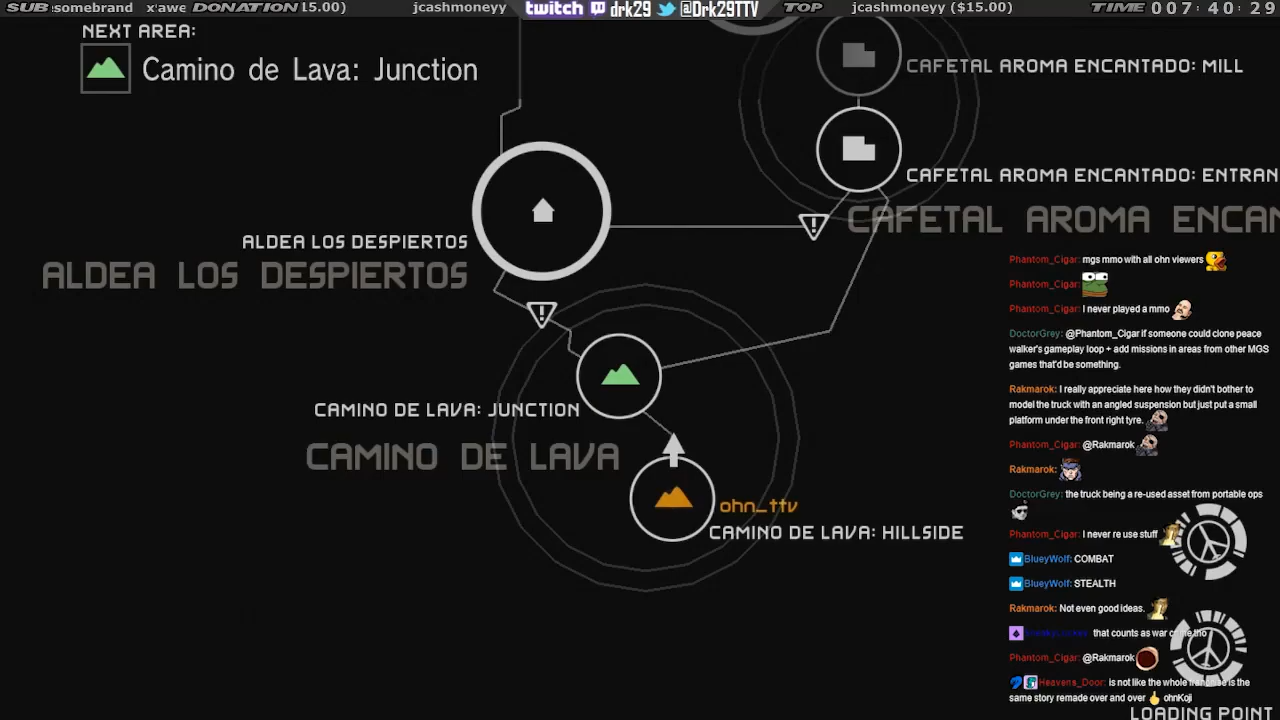 SUB somebrand x'awe DONATION 15.00) jcashmoneyy twitch drk29 @Drk29TTV TOP jcashmoneyy ($15.00) TIME 007:40:29
NEXT AREA:
Camino de Lava: Junction
CAFETAL AROMA ENCANTADO: MILL
CAFETAL AROMA ENCANTADO: ENTRAN
CAFETAL AROMA ENCAN
ALDEA LOS DESPIERTOS
ALDEA LOS DESPIERTOS
CAMINO DE LAVA: JUNCTION
CAMINO DE LAVA
ohn_ttv
CAMINO DE LAVA: HILLSIDE
Phantom_Cigar: mgs mmo with all ohn viewers
Phantom_Cigar:
Phantom_Cigar: I never played a mmo
DoctorGrey: @Phantom_Cigar if someone could clone peace
walker's gameplay loop + add missions in areas from other MGS
games that'd be something.
Rakmarok: I really appreciate here how they didn't bother to
model the truck with an angled suspension but just put a small
platform under the front right tyre.
Phantom_Cigar: @Rakmarok
Rakmarok:
DoctorGrey: the truck being a re-used asset from portable ops
Phantom_Cigar: I never re use stuff
BlueyWolf: COMBAT
BlueyWolf: STEALTH
Rakmarok: Not even good ideas.
that counts as war crime tho
Phantom_Cigar: @Rakmarok
Heavens_Door: is not like the whole franchise is the
same story remade over and over ohnKoji
LOADING POINT